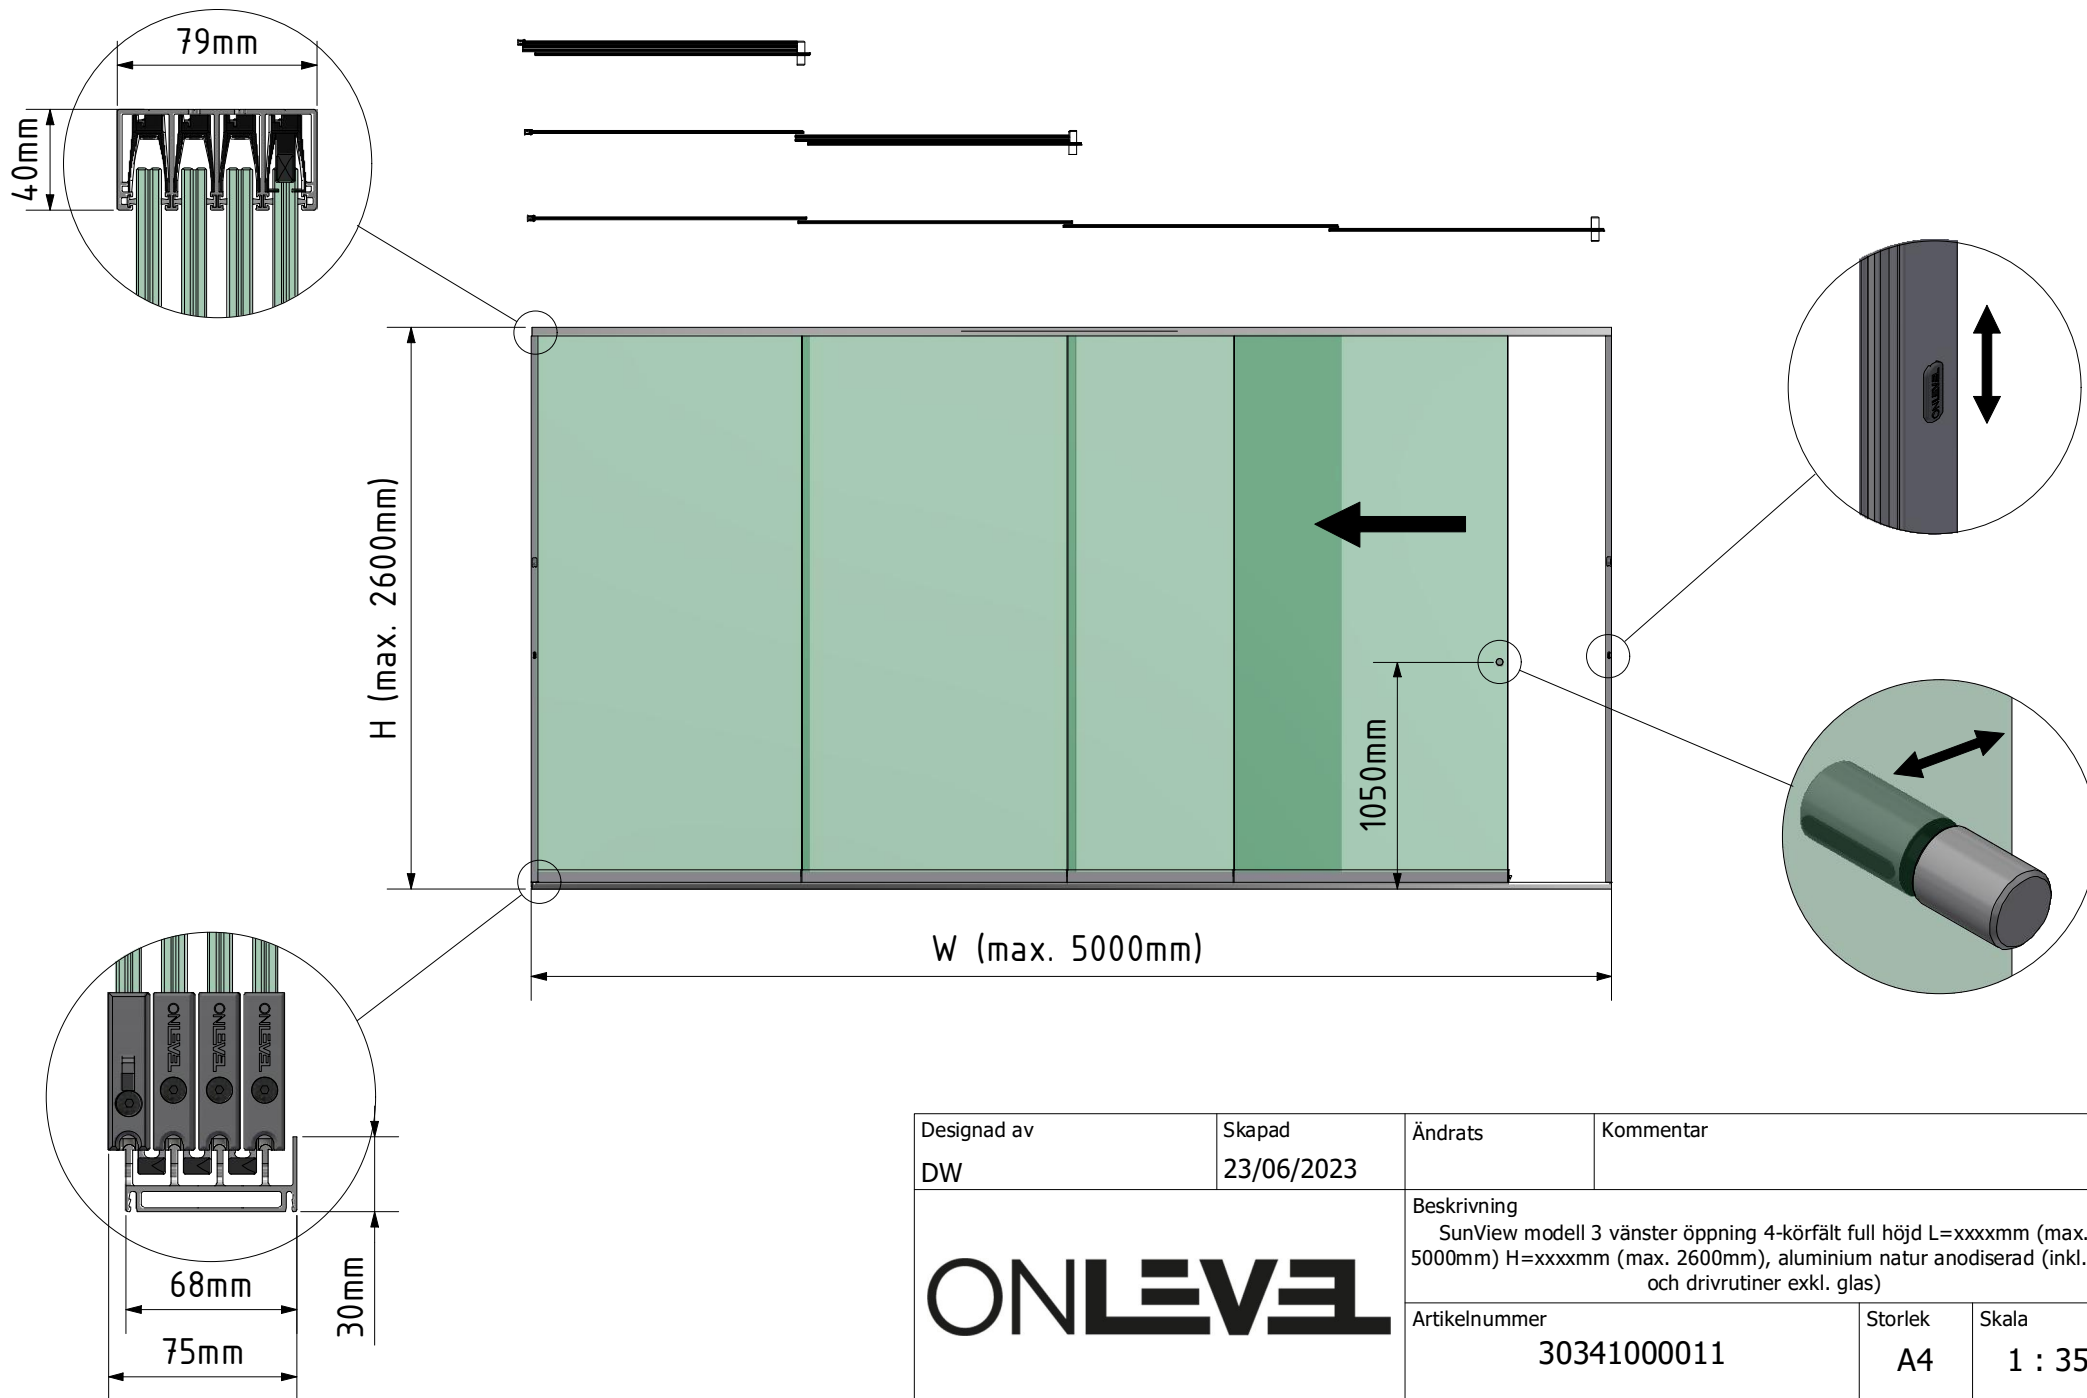 79mm
40mm
H (max. 2600mm)
1050mm
ONLEVEL
W (max. 5000mm)
ONLEVEL
ONLEVEL
ONLEVEL
68mm
75mm
30mm
Designad av
DW
Skapad
23/06/2023
Ändrats
Kommentar
ONLEVEL
Beskrivning
SunView modell 3 vänster öppning 4-körfält full höjd L=xxxxmm (max.
5000mm) H=xxxxmm (max. 2600mm), aluminium natur anodiserad (inkl.
och drivrutiner exkl. glas)
Artikelnummer
30341000011
Storlek
A4
Skala
1 : 35